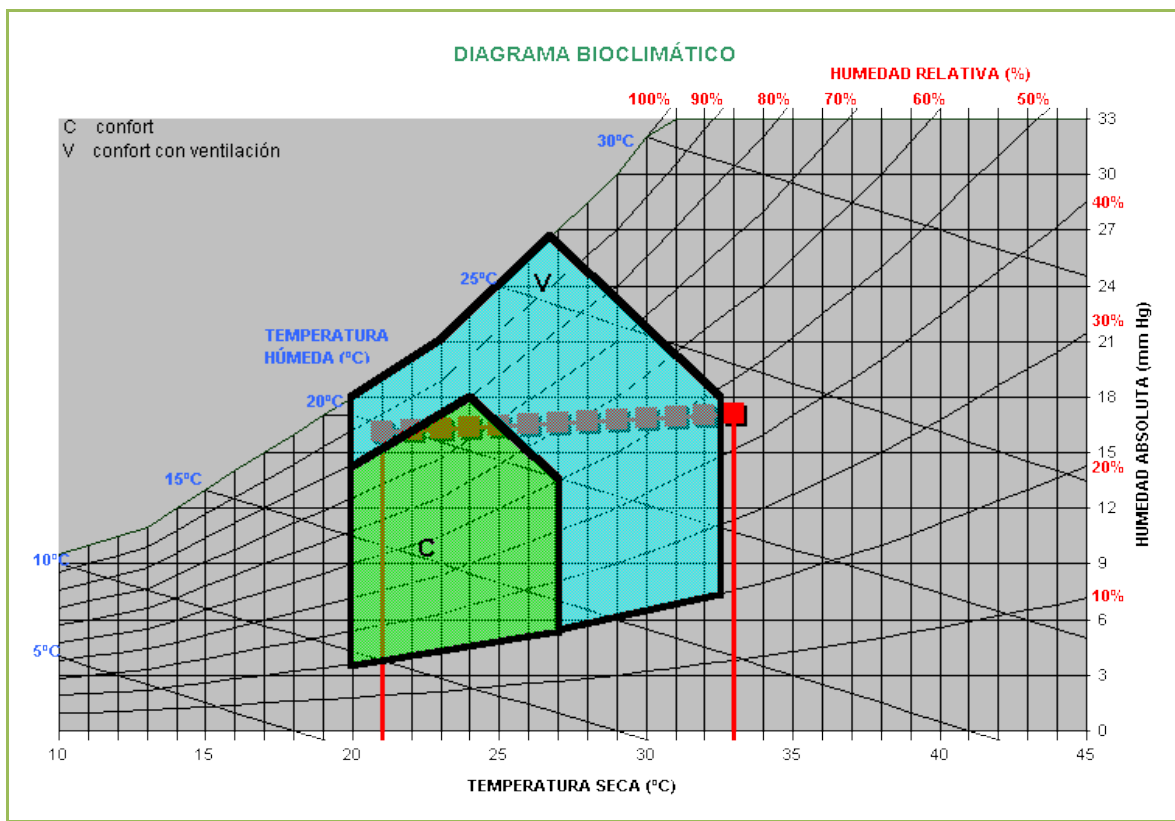 DIAGRAMA BIOCLIMÁTICO
HUMEDAD RELATIVA (%)
100% 90% 80% 70% 60% 50%
C confort
V confort con ventilación
33
30ºC
30
40%
27
V
25ºC
24
30%
TEMPERATURA
HÚMEDA (ºC)
21
20ºC
18
15
15ºC
20%
12
C
10ºC
9
10%
6
5ºC
3
0
HUMEDAD ABSOLUTA (mm Hg)
10 15 20 25 30 35 40 45
TEMPERATURA SECA (ºC)